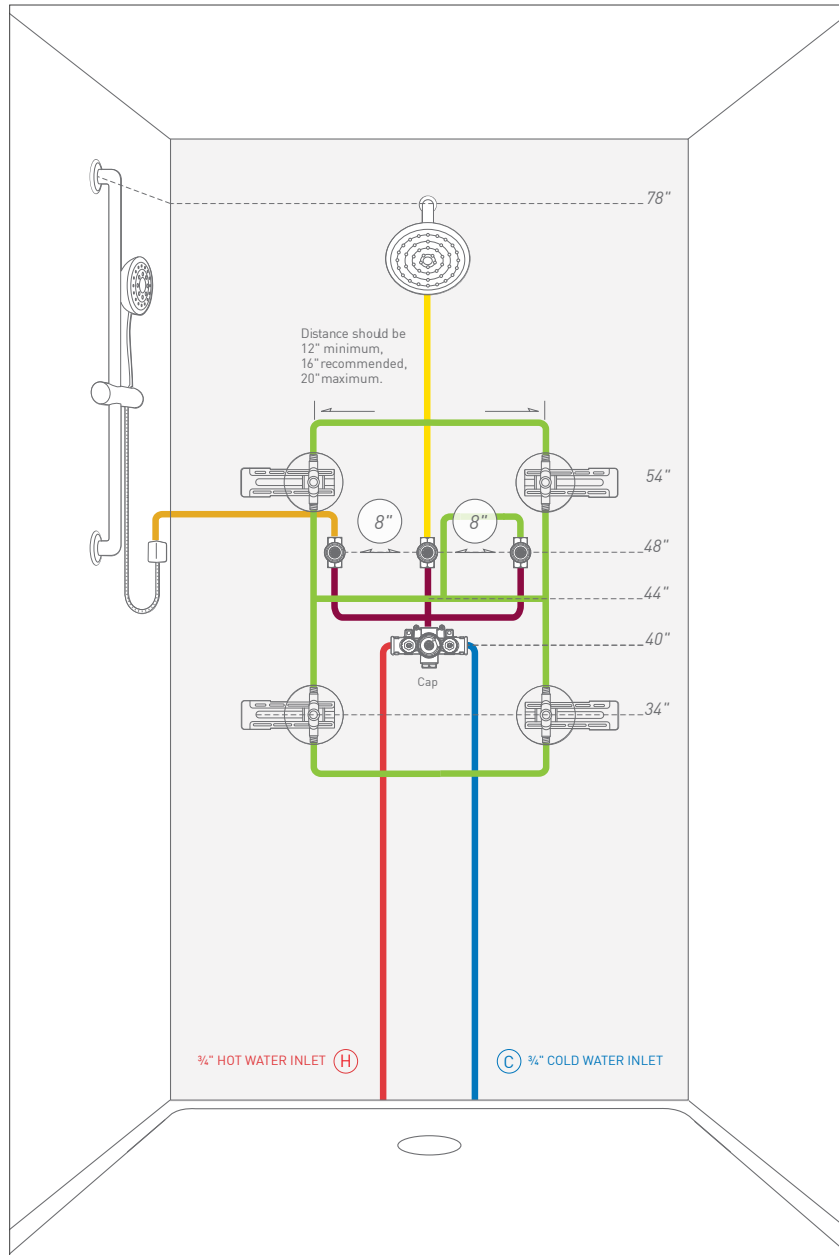 78"
Distance should be
12" minimum,
16" recommended,
20" maximum.
54"
8"
8"
48"
44"
40"
Cap
34"
¾" HOT WATER INLET H
C ¾" COLD WATER INLET